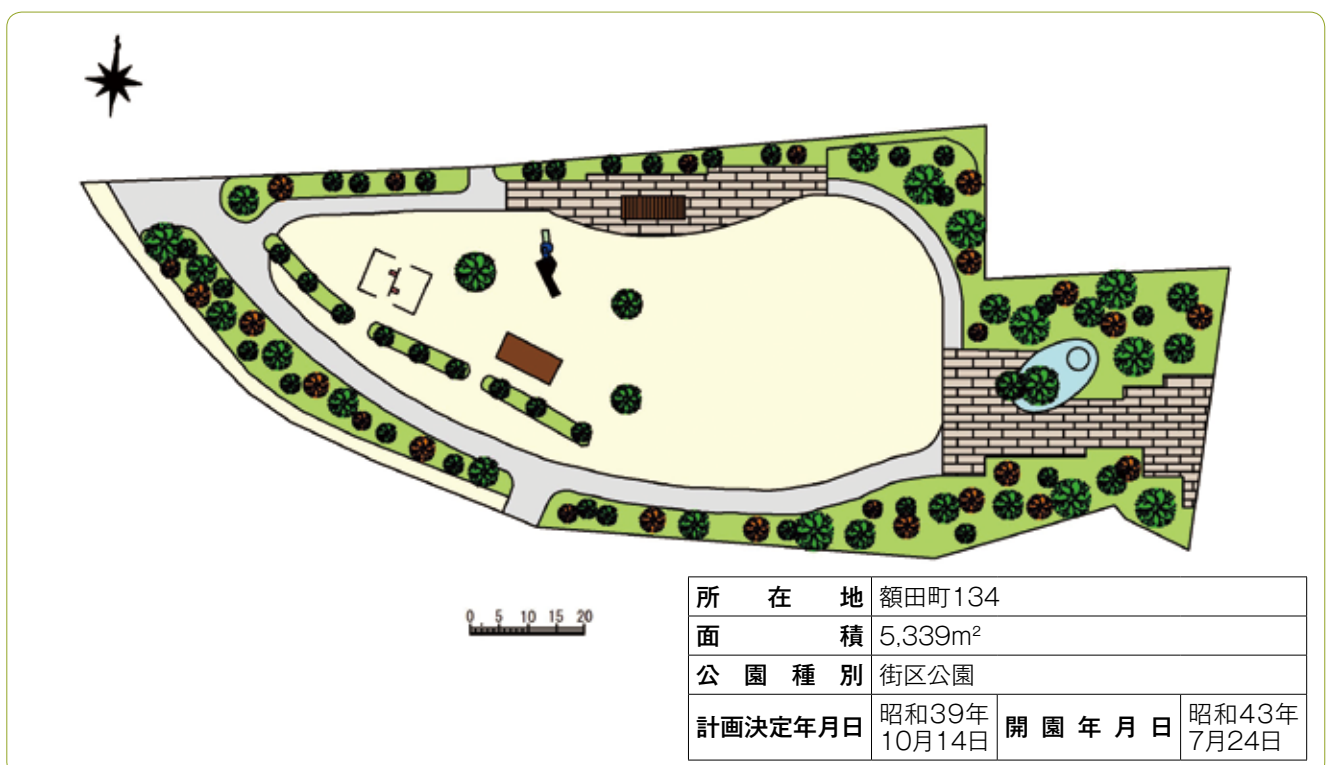 0 5 10 15 20
所在地 額田町134
面積 5,339m²
公園種別 街区公園
計画決定年月日 昭和39年10月14日 開園年月日 昭和43年7月24日